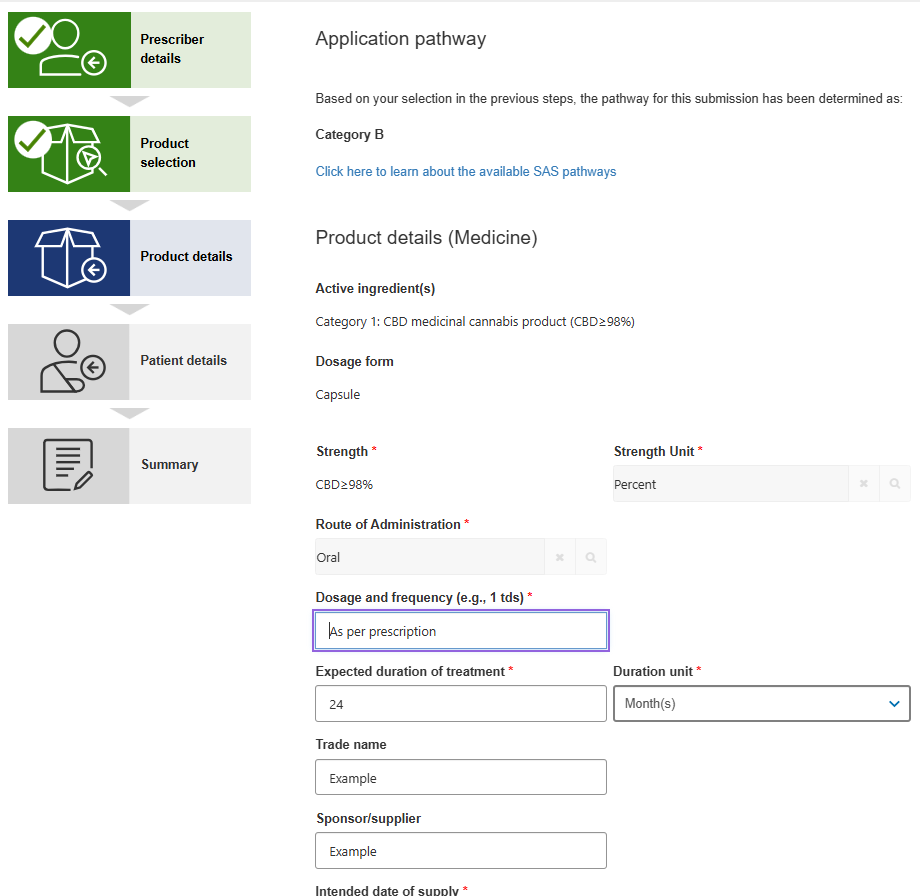 Prescriber
details
Product
selection
Product details
Patient details
Summary
Application pathway
Based on your selection in the previous steps, the pathway for this submission has been determined as:
Category B
Click here to learn about the available SAS pathways
Product details (Medicine)
Active ingredient(s)
Category 1: CBD medicinal cannabis product (CBD≥98%)
Dosage form
Capsule
Strength *
Strength Unit *
CBD≥98%
Percent
Route of Administration *
Oral
Dosage and frequency (e.g., 1 tds) *
As per prescription
Expected duration of treatment *
Duration unit *
24
Month(s)
Trade name
Example
Sponsor/supplier
Example
Intended date of supply *